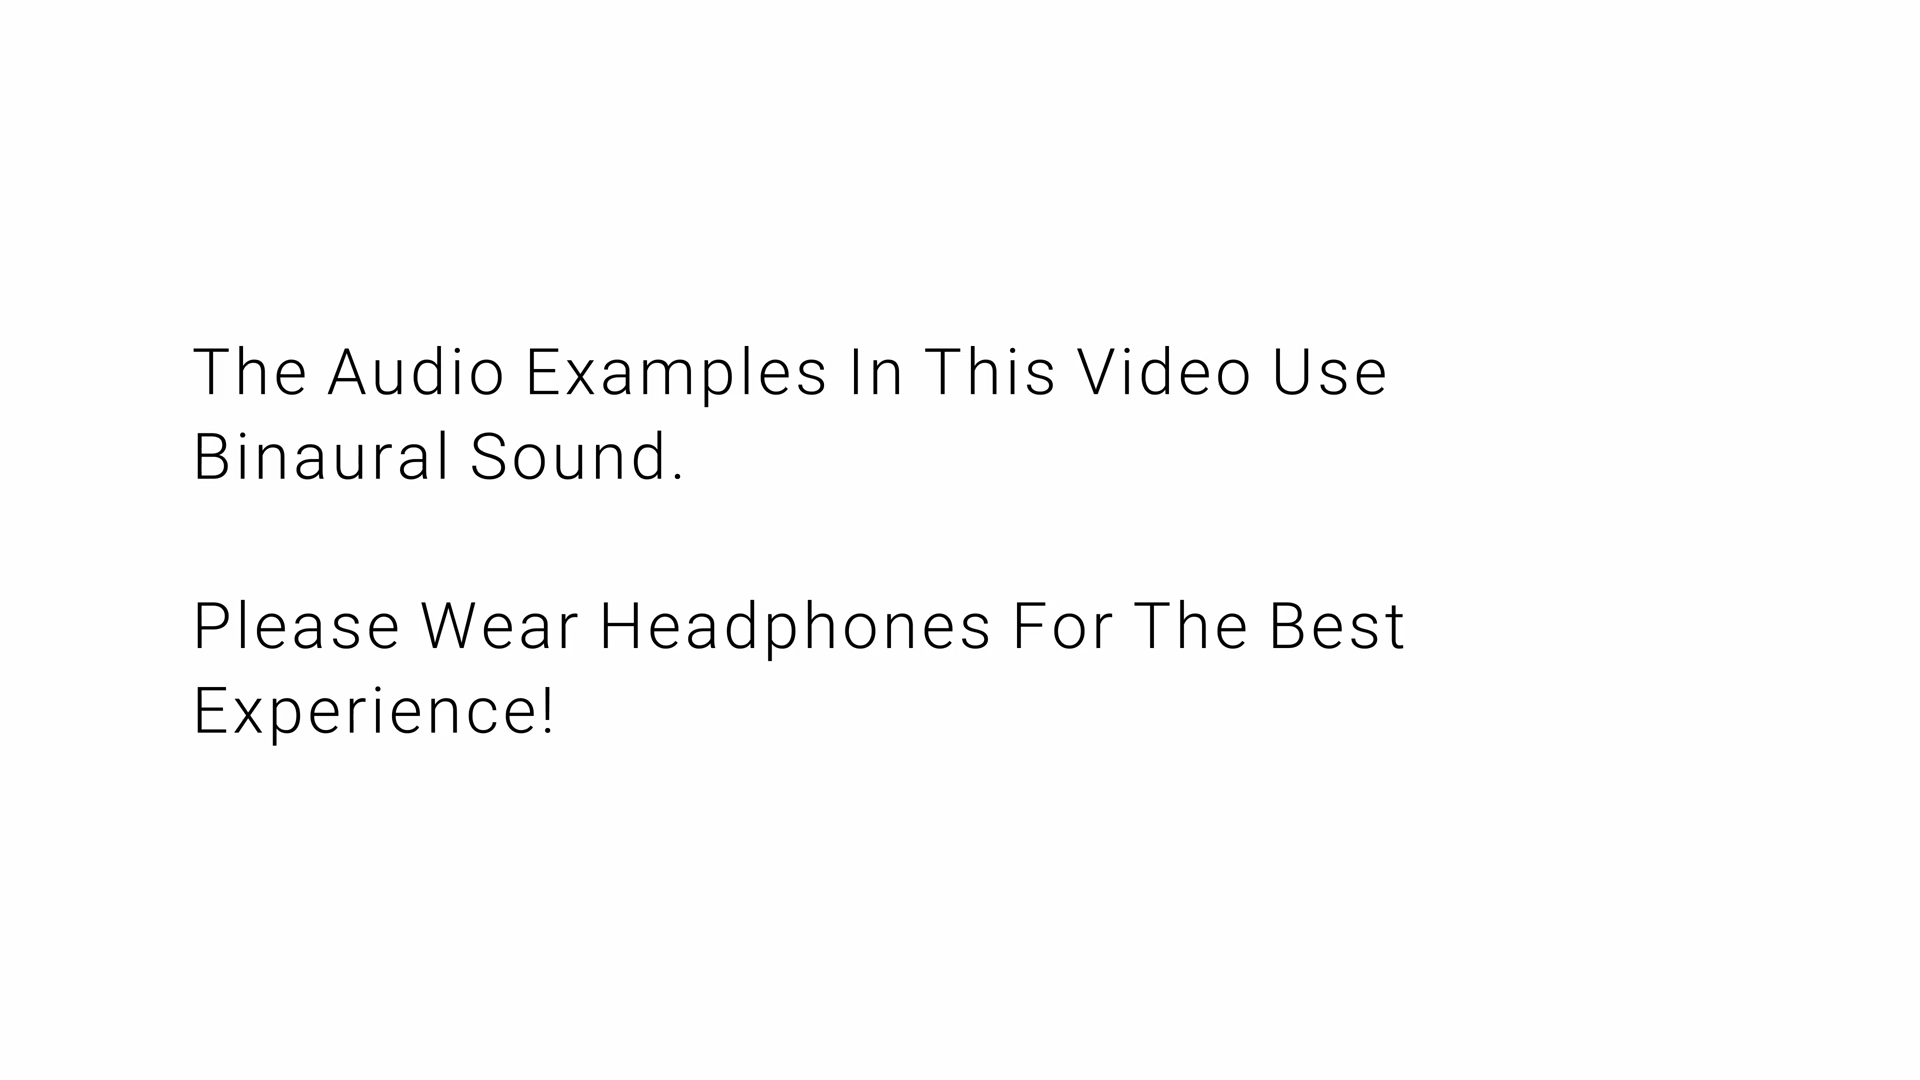 The Audio Examples In This Video Use
Binaural Sound.
Please Wear Headphones For The Best
Experience!